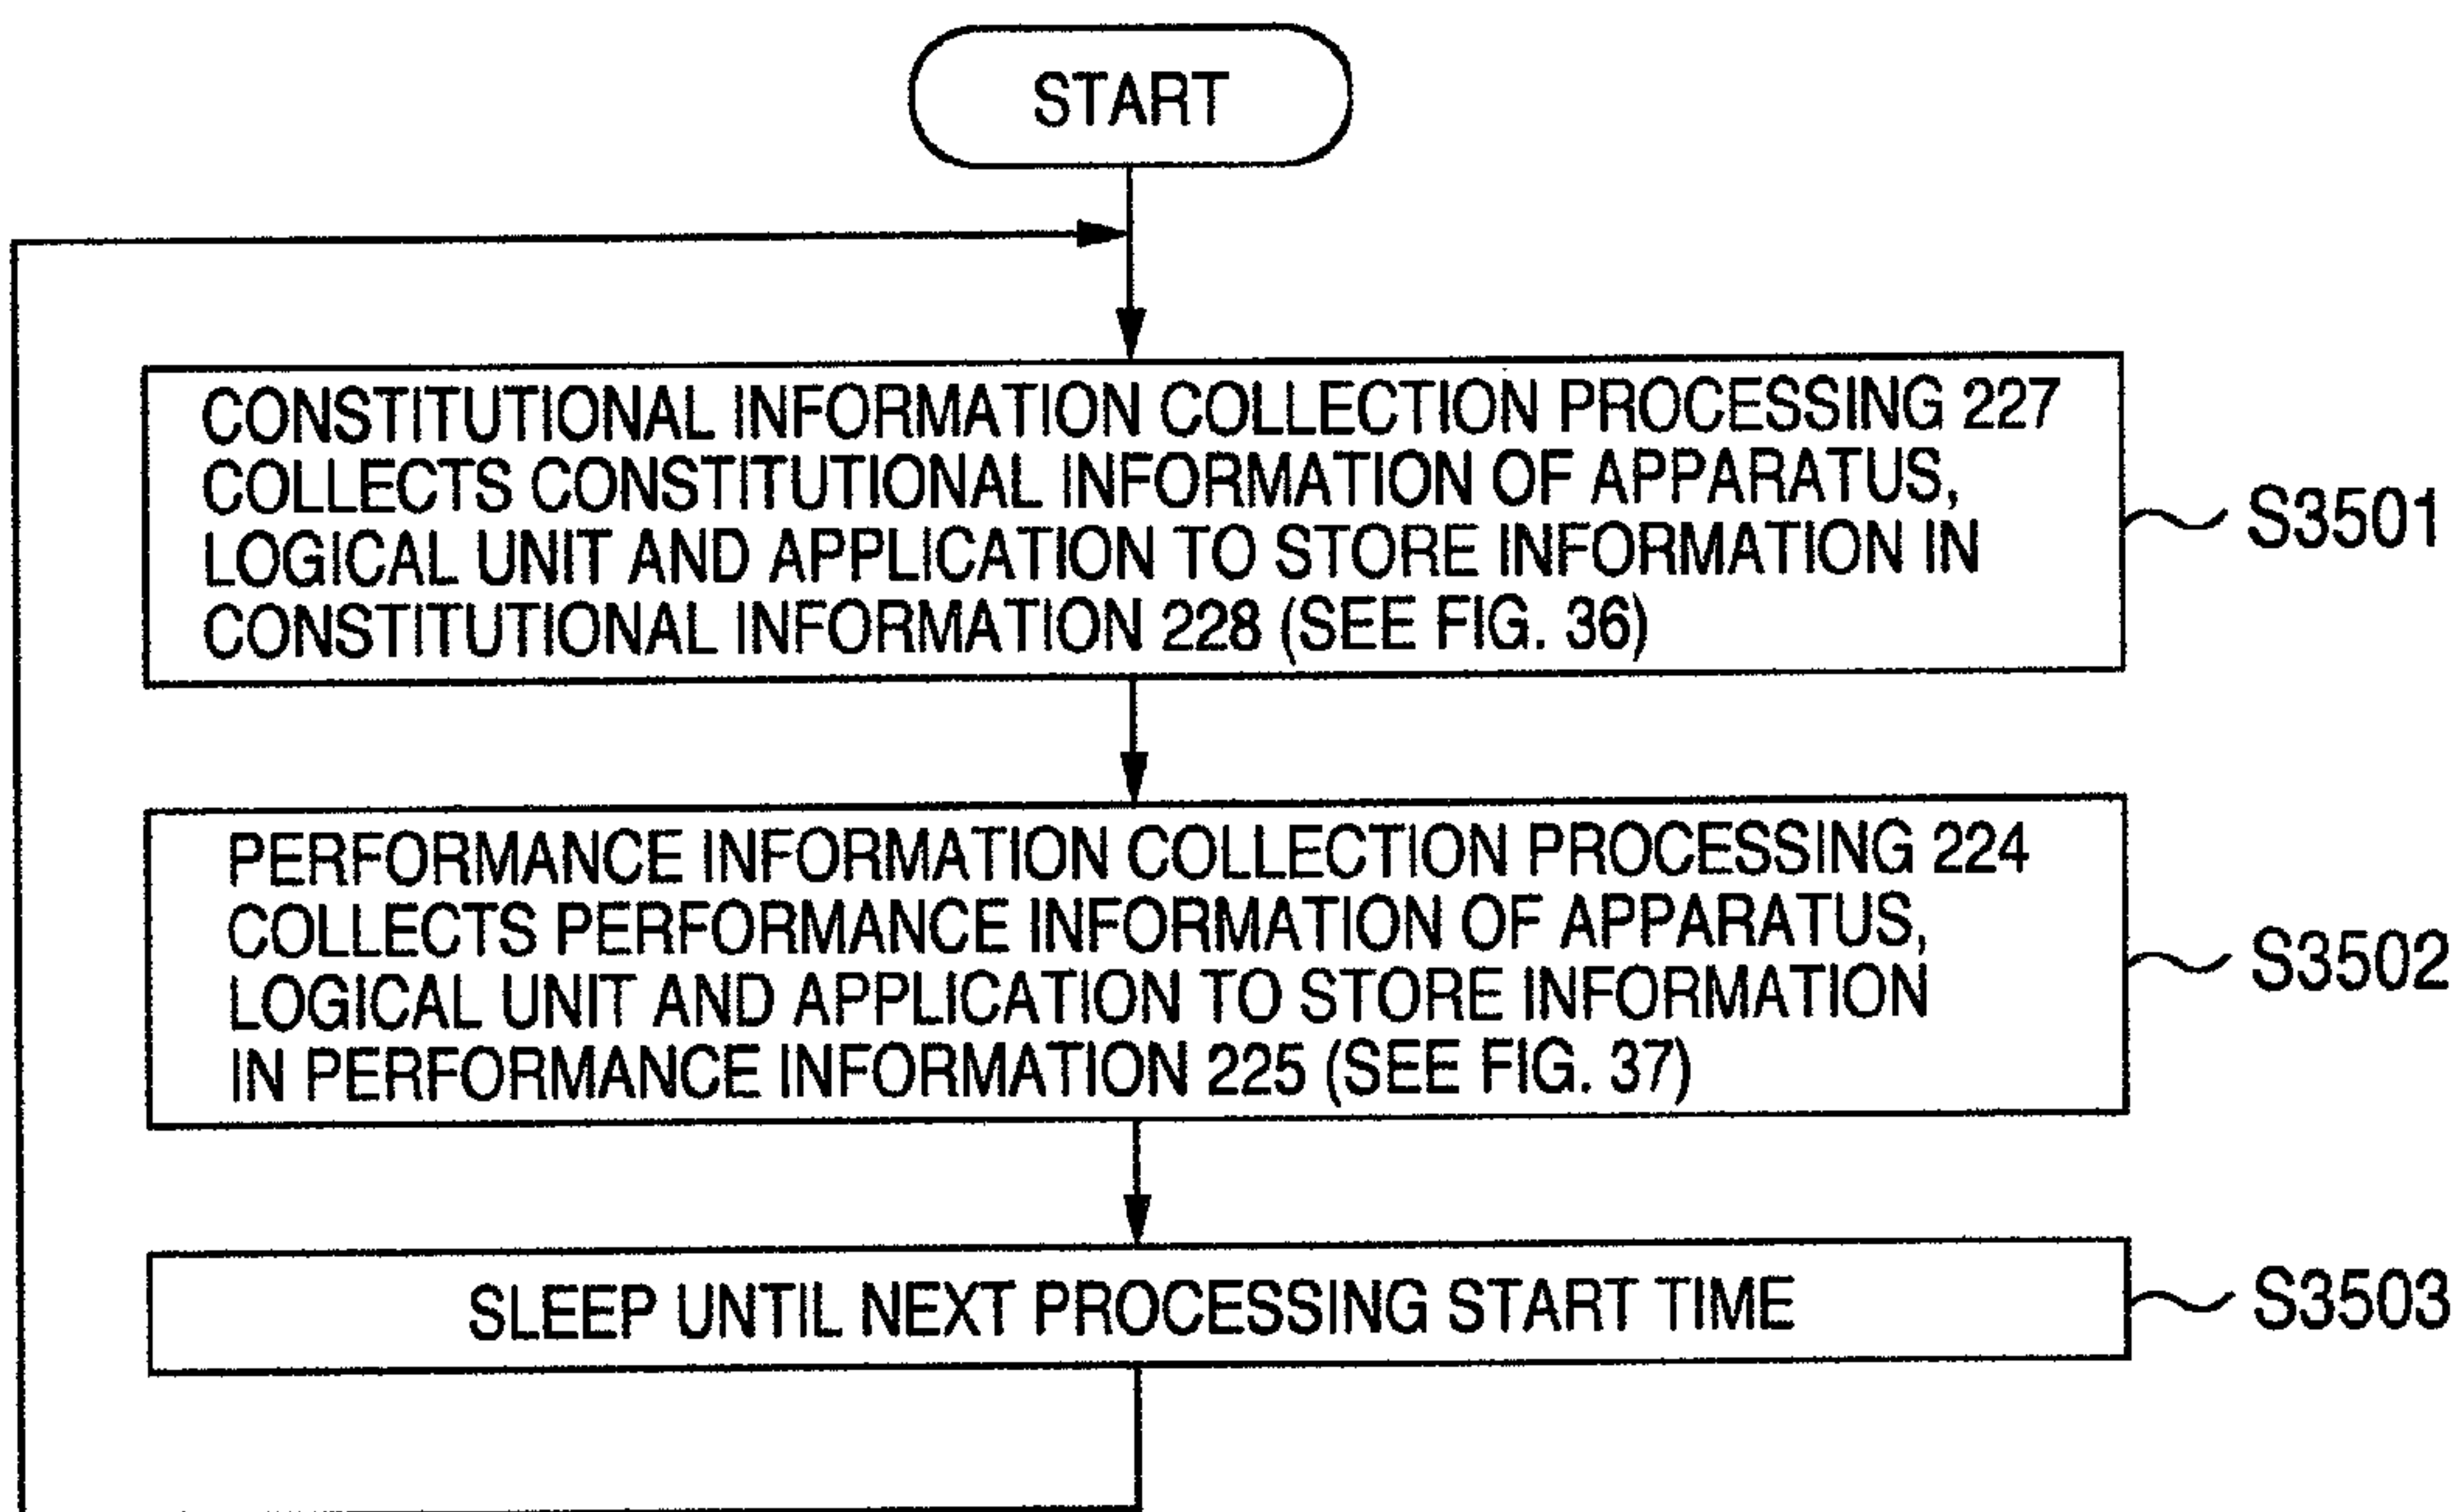 START
CONSTITUTIONAL INFORMATION COLLECTION PROCESSING 227
COLLECTS CONSTITUTIONAL INFORMATION OF APPARATUS,
LOGICAL UNIT AND APPLICATION TO STORE INFORMATION IN
CONSTITUTIONAL INFORMATION 228 (SEE FIG. 36)
S3501
PERFORMANCE INFORMATION COLLECTION PROCESSING 224
COLLECTS PERFORMANCE INFORMATION OF APPARATUS,
LOGICAL UNIT AND APPLICATION TO STORE INFORMATION
IN PERFORMANCE INFORMATION 225 (SEE FIG. 37)
S3502
SLEEP UNTIL NEXT PROCESSING START TIME
S3503